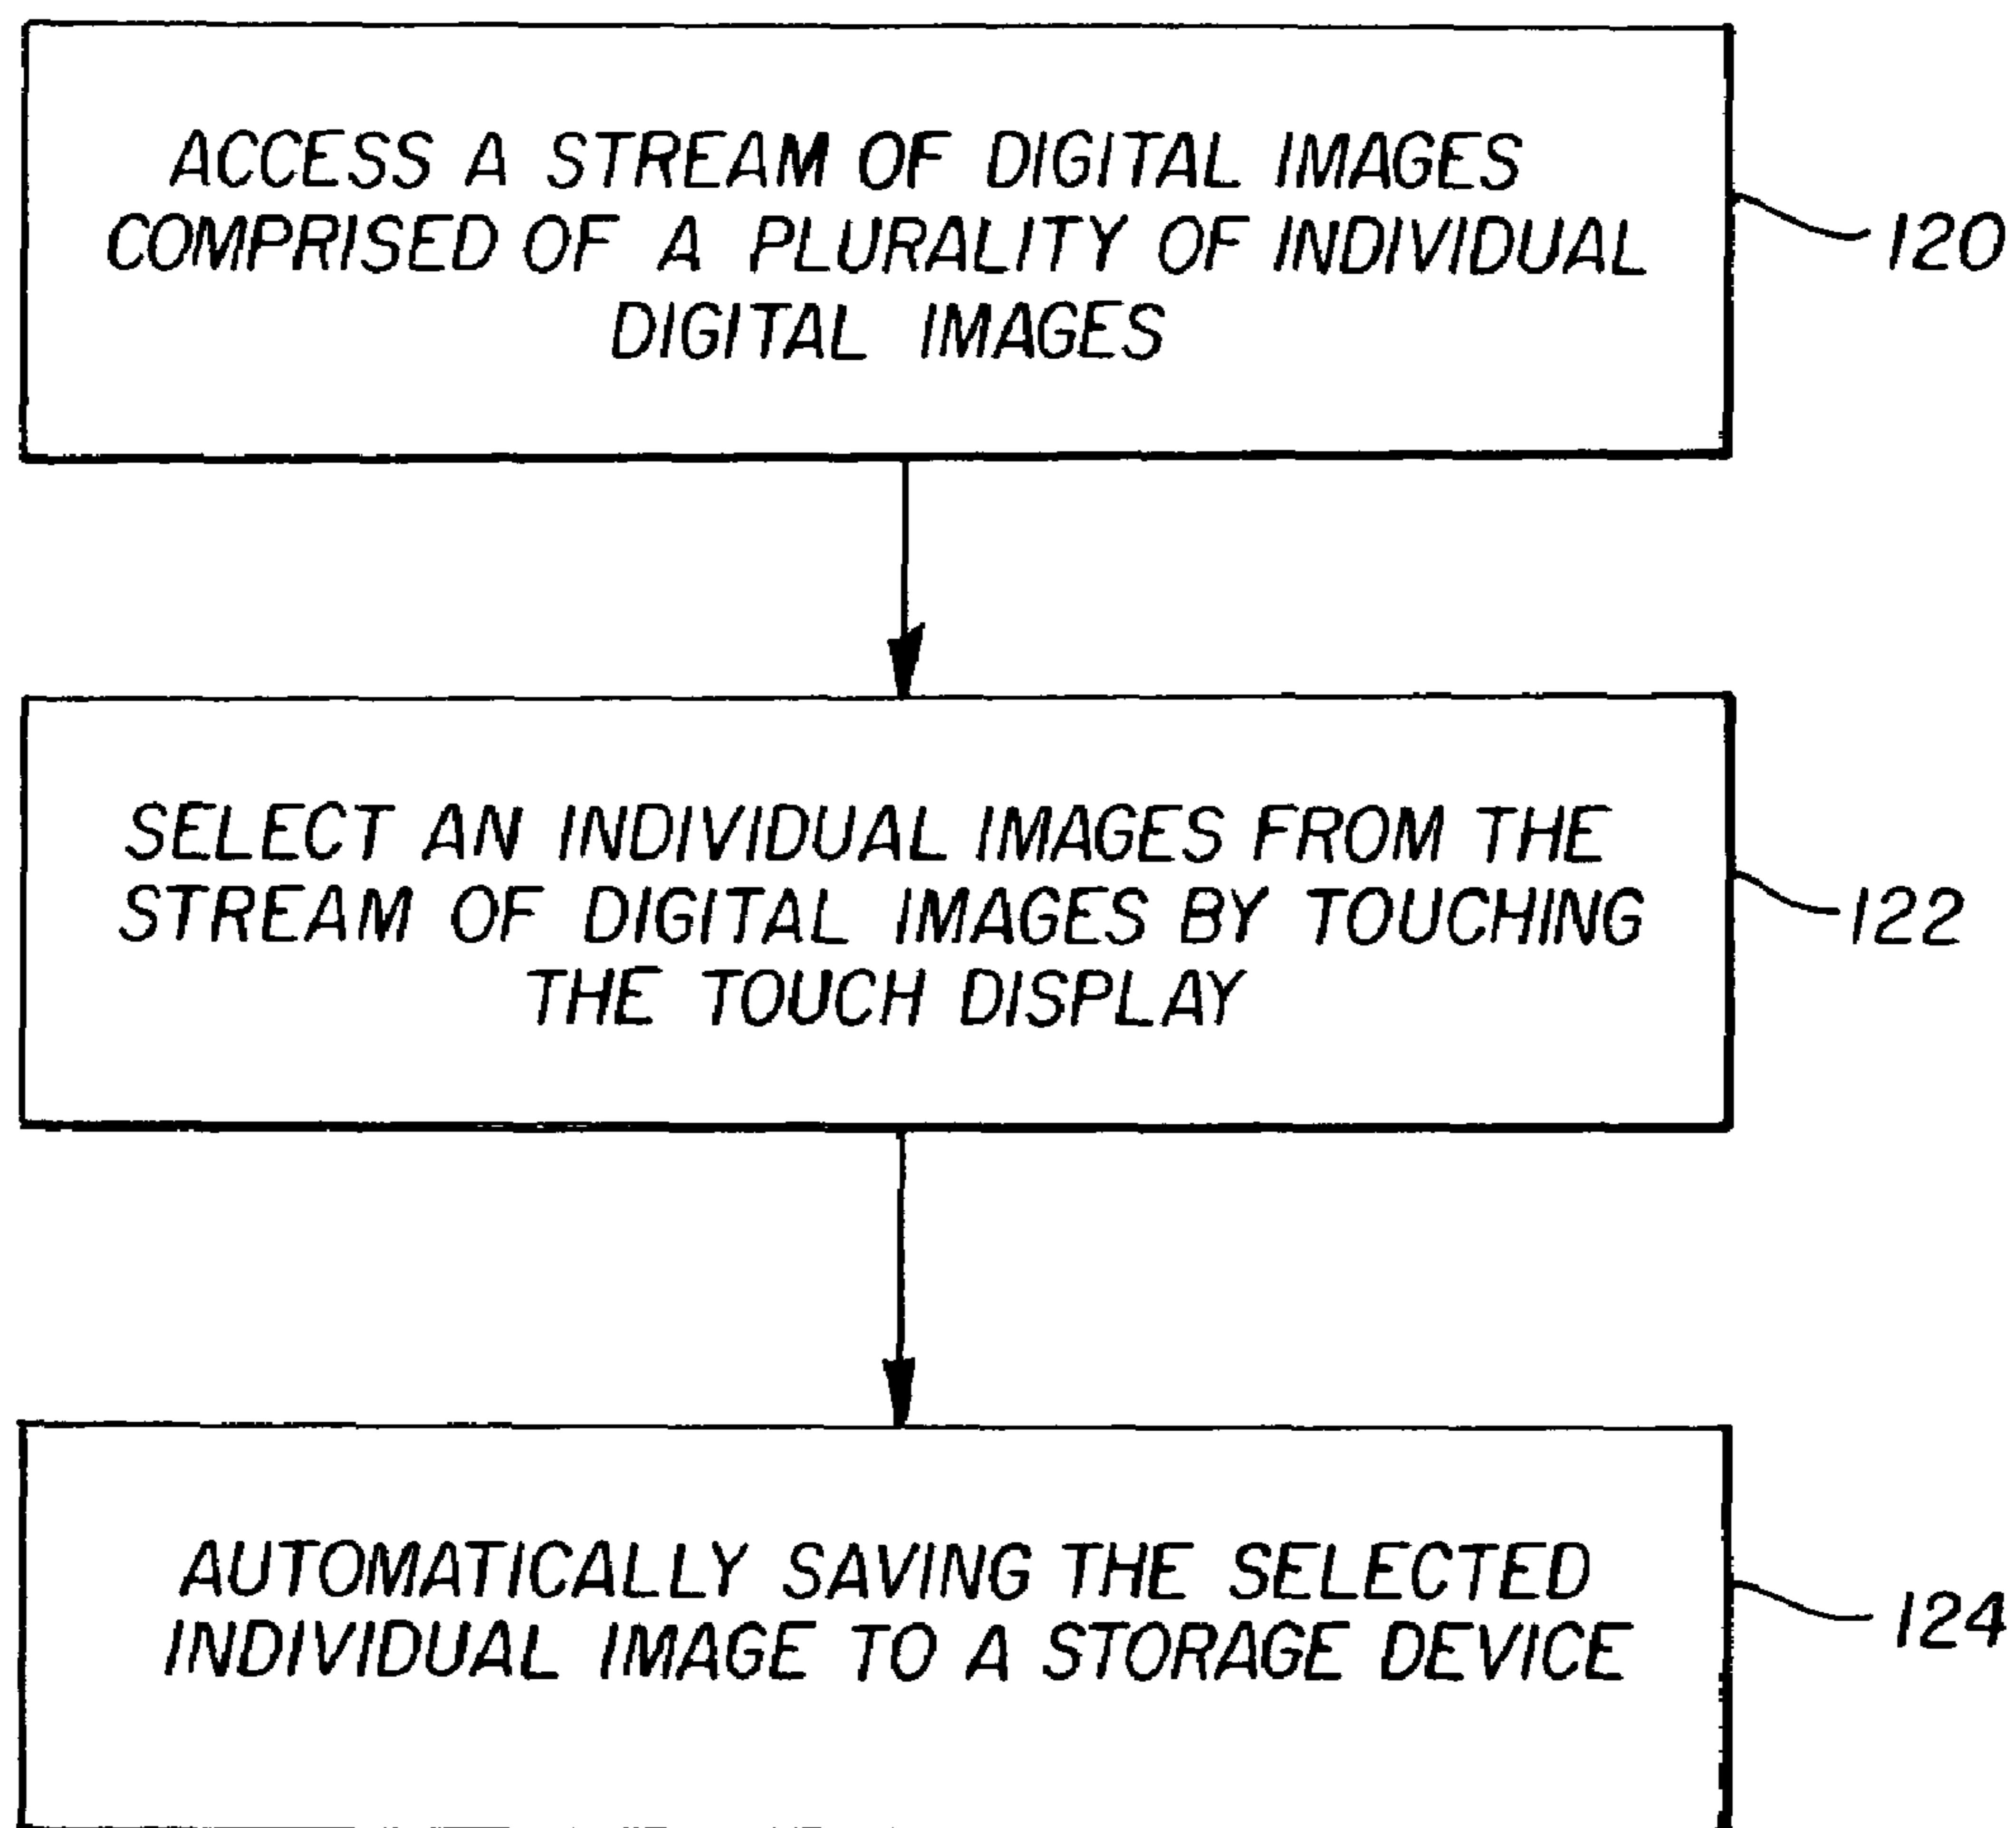 ACCESS A STREAM OF DIGITAL IMAGES
COMPRISED OF A PLURALITY OF INDIVIDUAL
DIGITAL IMAGES
120
SELECT AN INDIVIDUAL IMAGES FROM THE
STREAM OF DIGITAL IMAGES BY TOUCHING
THE TOUCH DISPLAY
122
AUTOMATICALLY SAVING THE SELECTED
INDIVIDUAL IMAGE TO A STORAGE DEVICE
124